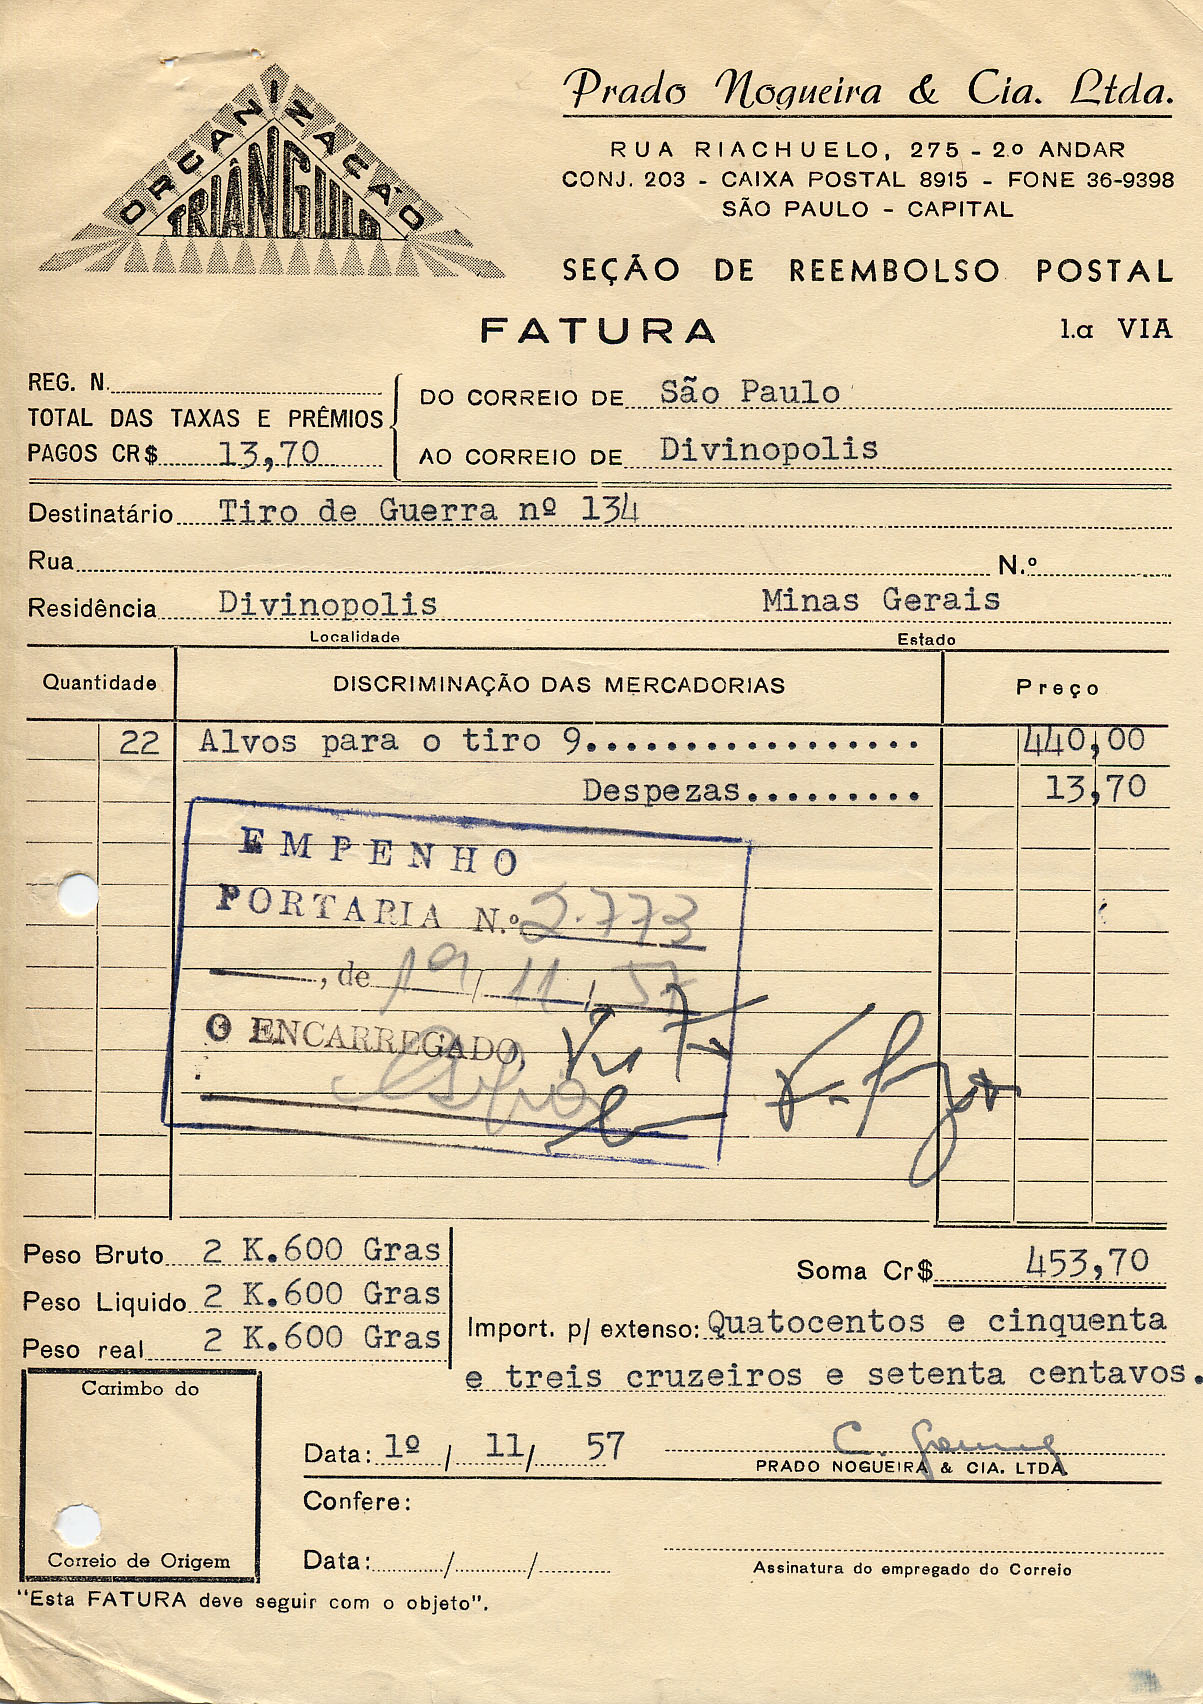 ORGANIZAÇÃO
TRIÂNGULO
Prado Nogueira & Cia. Ltda.
RUA RIACHUELO, 275 - 2.º ANDAR
CONJ. 203 - CAIXA POSTAL 8915 - FONE 36-9398
SÃO PAULO - CAPITAL
SEÇÃO DE REEMBOLSO POSTAL
FATURA 1.a VIA
REG. N.
TOTAL DAS TAXAS E PRÊMIOS
PAGOS CR$ 13,70
DO CORREIO DE São Paulo
AO CORREIO DE Divinopolis
Destinatário Tiro de Guerra nº 134
Rua N.º
Residência Divinopolis Minas Gerais
Localidade Estado
Quantidade DISCRIMINAÇÃO DAS MERCADORIAS Preço
22 Alvos para o tiro 9.................. 440,00
Despezas......... 13,70
EMPENHO
PORTARIA N.º 2.773
, de 19/11/57
O ENCARREGADO,
Peso Bruto 2 K.600 Gras
Peso Liquido 2 K.600 Gras
Peso real 2 K.600 Gras
Soma Cr$ 453,70
Import. p/ extenso: Quatocentos e cinquenta
e treis cruzeiros e setenta centavos.
Carimbo do
Correio de Origem
Data: 1º / 11/ 57
PRADO NOGUEIRA & CIA. LTDA.
Confere:
Data: / /
Assinatura do empregado do Correio
"Esta FATURA deve seguir com o objeto".